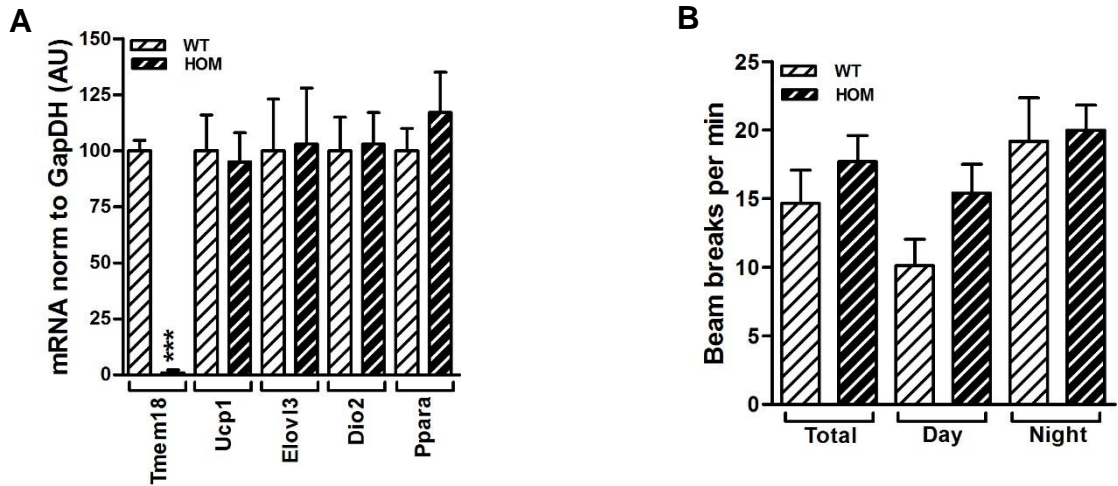 A
mRNA norm to GapDH (AU)
150
125
100
75
50
25
0
WT
HOM
***
Tmem18
Ucp1
Elovl3
Dio2
Ppara
B
Beam breaks per min
25
20
15
10
5
0
WT
HOM
Total
Day
Night